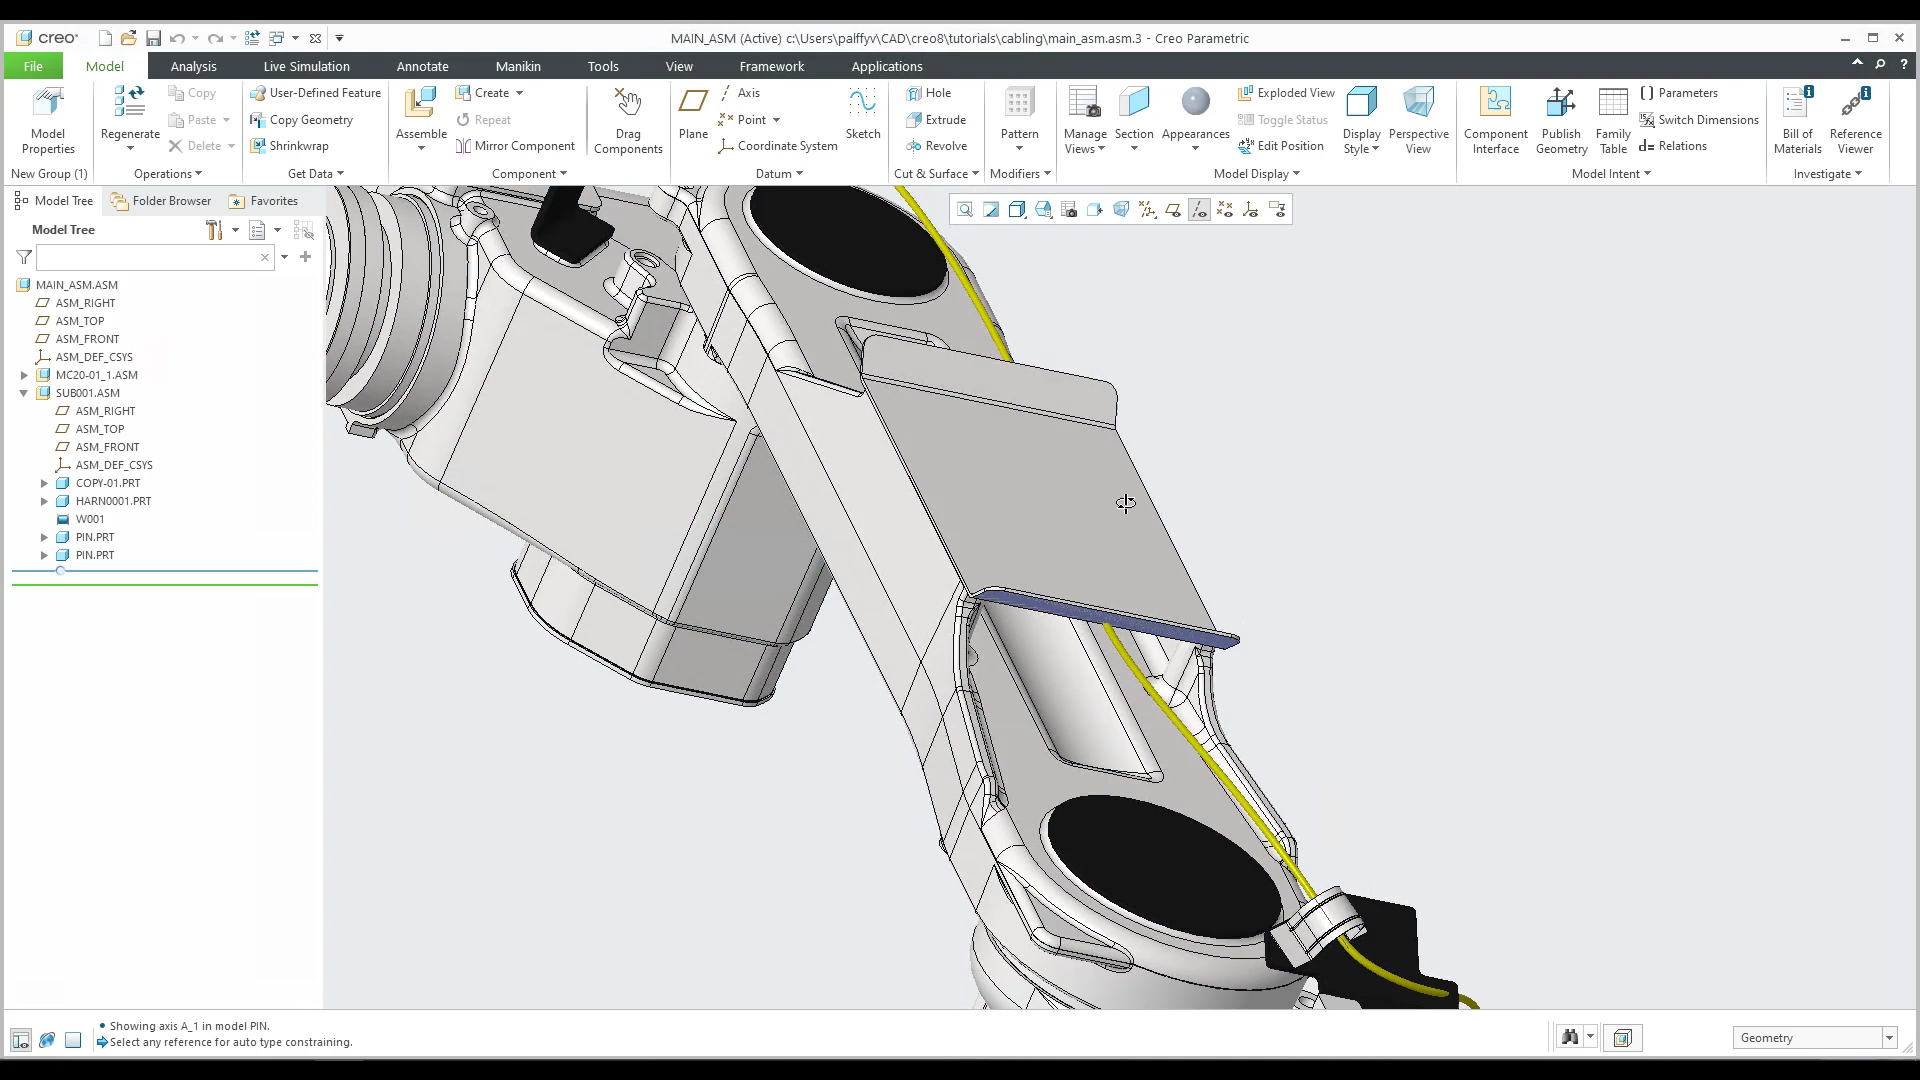 creo®
MAIN_ASM (Active) c:\Users\palffyv\CAD\creo8\tutorials\cabling\main_asm.asm.3 - Creo Parametric
File Model Analysis Live Simulation Annotate Manikin Tools View Framework Applications
Model Properties
New Group (1)
Regenerate
Copy
Paste
Delete
Operations
User-Defined Feature
Copy Geometry
Shrinkwrap
Get Data
Assemble
Create
Repeat
Mirror Component
Drag Components
Component
Plane
Axis
Point
Coordinate System
Sketch
Datum
Hole
Extrude
Revolve
Cut & Surface
Pattern
Modifiers
Manage Views
Section
Appearances
Exploded View
Toggle Status
Edit Position
Display Style
Perspective View
Model Display
Component Interface
Publish Geometry
Family Table
Parameters
Switch Dimensions
d= Relations
Model Intent
Bill of Materials
Reference Viewer
Investigate
Model Tree Folder Browser Favorites
Model Tree
MAIN_ASM.ASM
ASM_RIGHT
ASM_TOP
ASM_FRONT
ASM_DEF_CSYS
MC20-01_1.ASM
SUB001.ASM
ASM_RIGHT
ASM_TOP
ASM_FRONT
ASM_DEF_CSYS
COPY-01.PRT
HARN0001.PRT
W001
PIN.PRT
PIN.PRT
Showing axis A_1 in model PIN.
Select any reference for auto type constraining.
Geometry